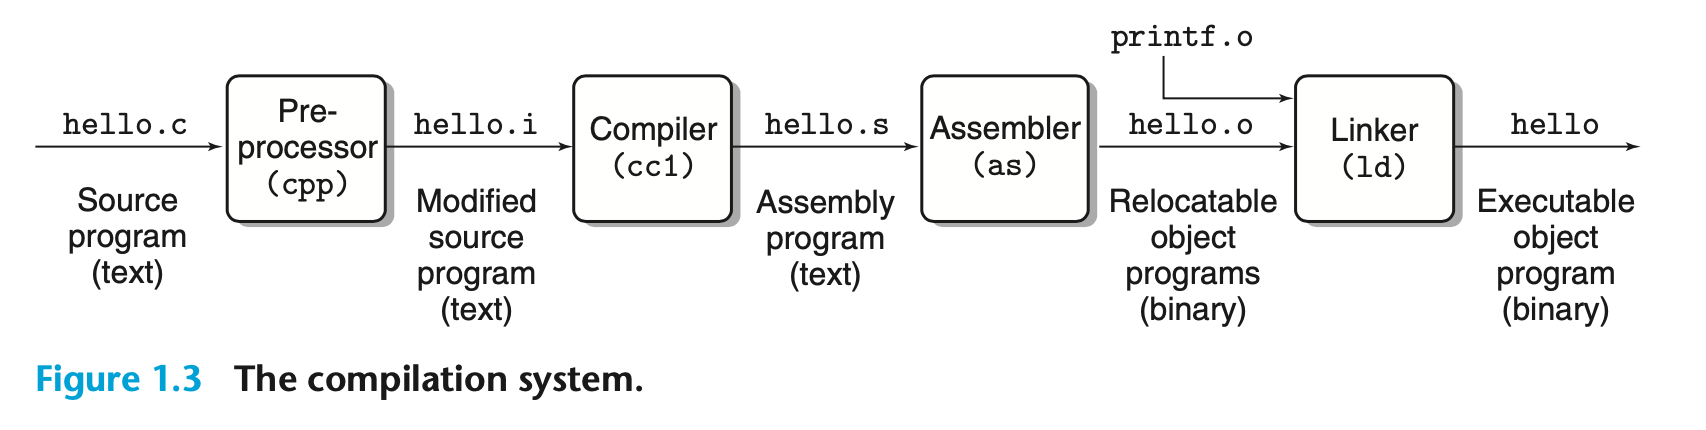 printf.o
hello.c
Pre-
processor
(cpp)
hello.i
Compiler
(cc1)
hello.s
Assembler
(as)
hello.o
Linker
(ld)
hello
Source
program
(text)
Modified
source
program
(text)
Assembly
program
(text)
Relocatable
object
programs
(binary)
Executable
object
program
(binary)
Figure 1.3 The compilation system.